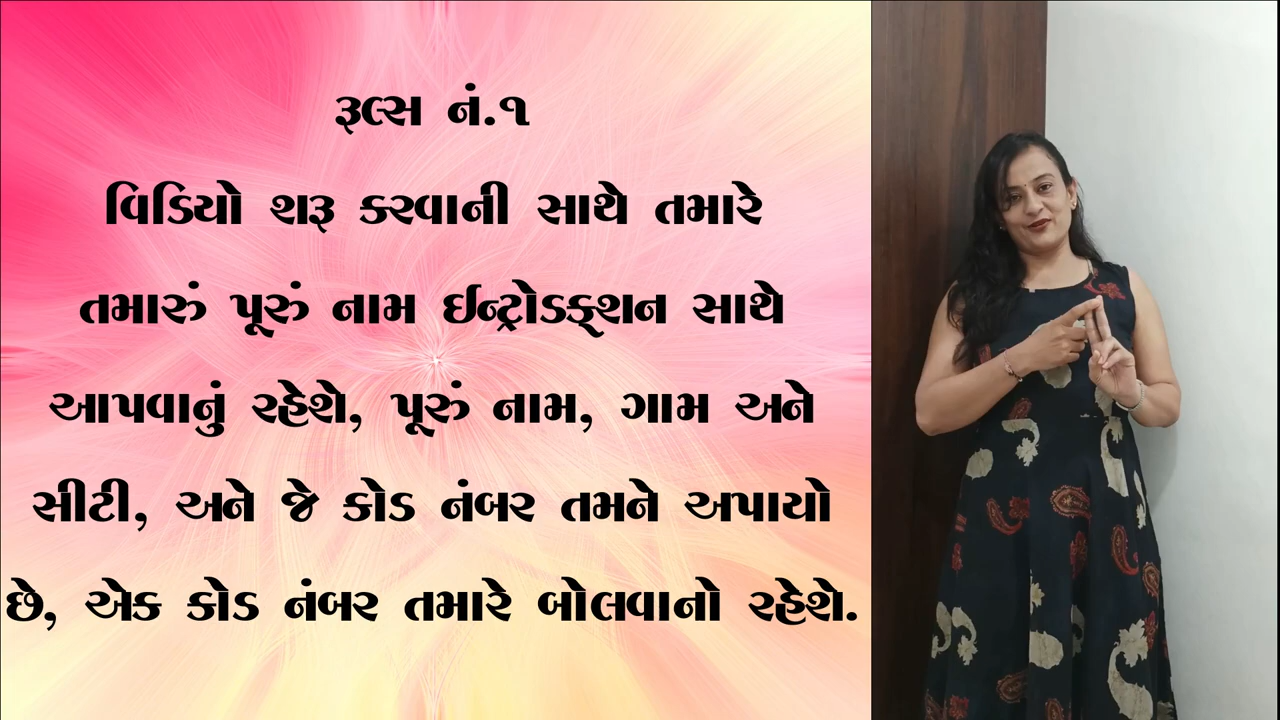 રૂલ્સ નં.૧
વિડિયો શરૂ કરવાની સાથે તમારે
તમારું પૂરું નામ ઈન્ટ્રોડક્શન સાથે
આપવાનું રહેશે, પૂરું નામ, ગામ અને
સીટી, અને જે કોડ નંબર તમને અપાયો
છે, એક કોડ નંબર તમારે બોલવાનો રહેશે.